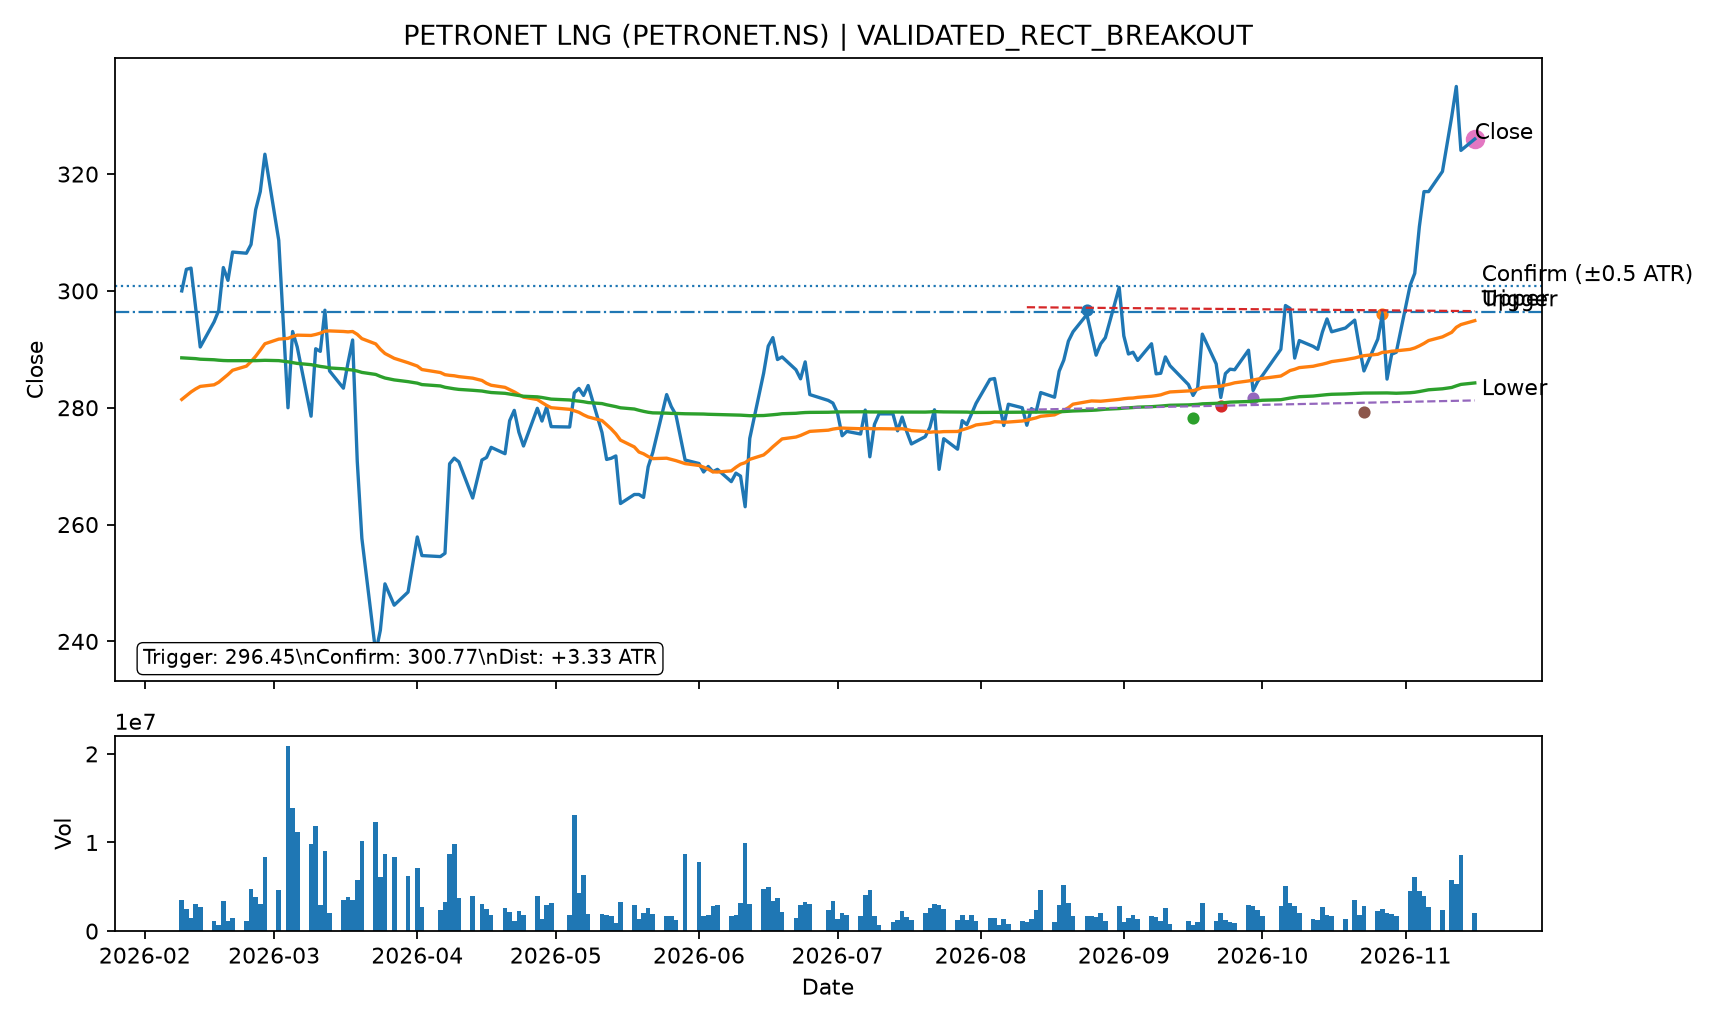 PETRONET LNG (PETRONET.NS) | VALIDATED_RECT_BREAKOUT
Close
320
300
280
260
240
Close
Confirm (±0.5 ATR)
Upper
Trigger
Lower
Trigger: 296.45\nConfirm: 300.77\nDist: +3.33 ATR
1e7
Vol
2
1
0
2026-02 2026-03 2026-04 2026-05 2026-06 2026-07 2026-08 2026-09 2026-10 2026-11
Date